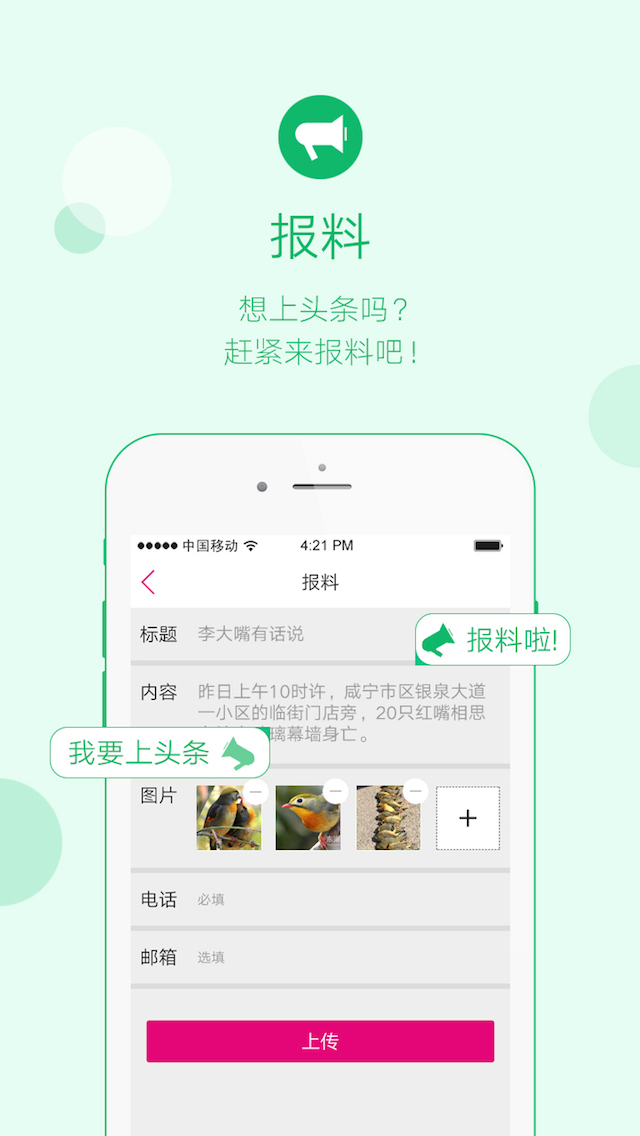 报料
想上头条吗？
赶紧来报料吧！
中国移动 4:21 PM
报料
标题 李大嘴有话说
报料啦!
内容 昨日上午10时许，咸宁市区银泉大道
一小区的临街门店旁，20只红嘴相思
璃幕墙身亡。
我要上头条
图片
电话 必填
邮箱 选填
上传